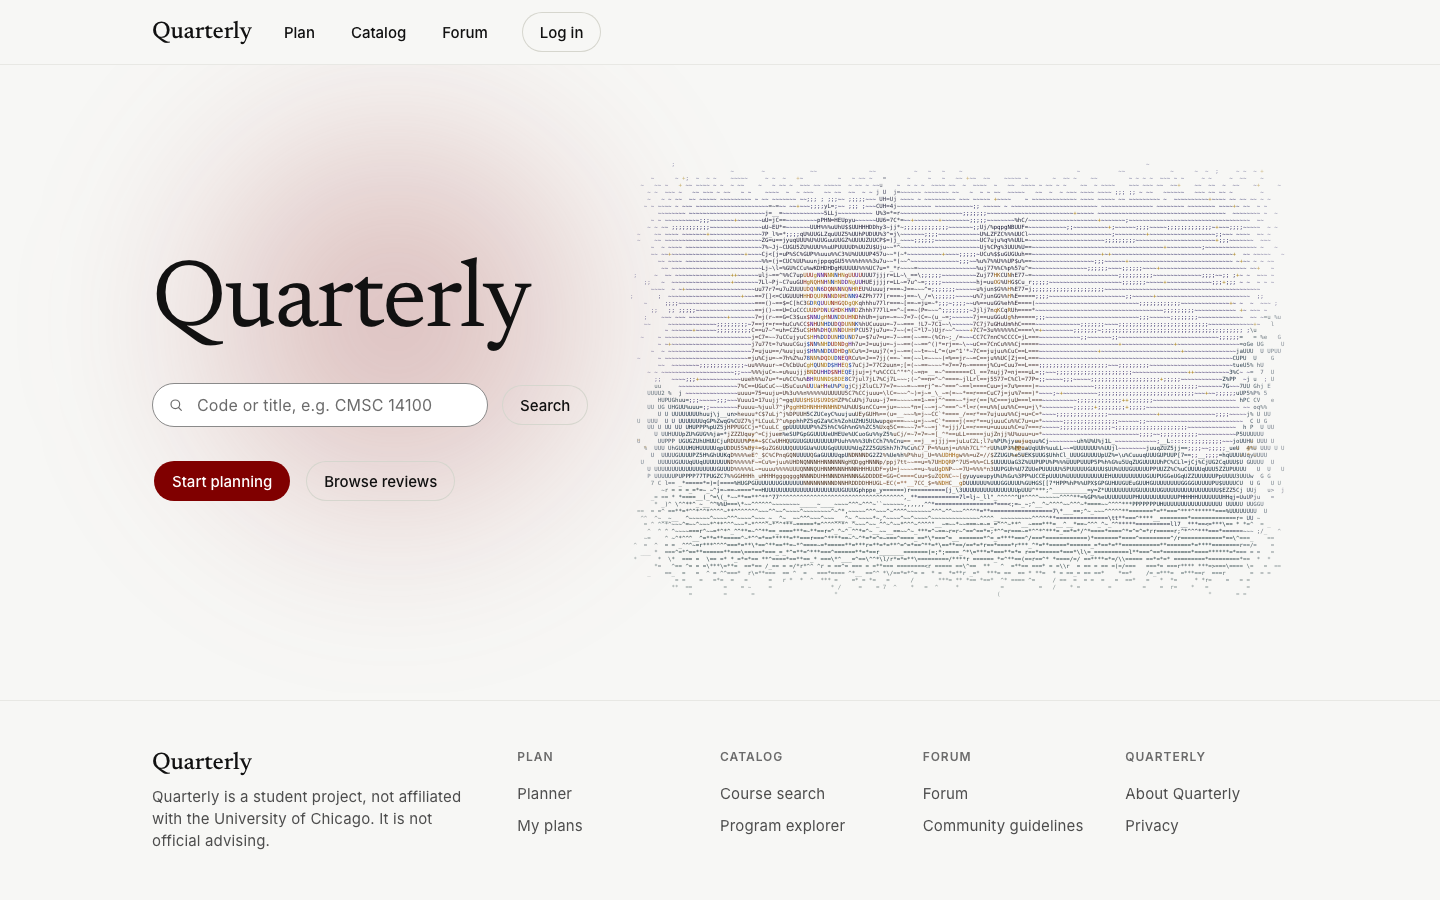 Quarterly
Plan
Catalog
Forum
Log in
Quarterly
Code or title, e.g. CMSC 14100
Search
Start planning
Browse reviews
Quarterly
Quarterly is a student project, not affiliated
with the University of Chicago. It is not
official advising.
PLAN
Planner
My plans
CATALOG
Course search
Program explorer
FORUM
Forum
Community guidelines
QUARTERLY
About Quarterly
Privacy